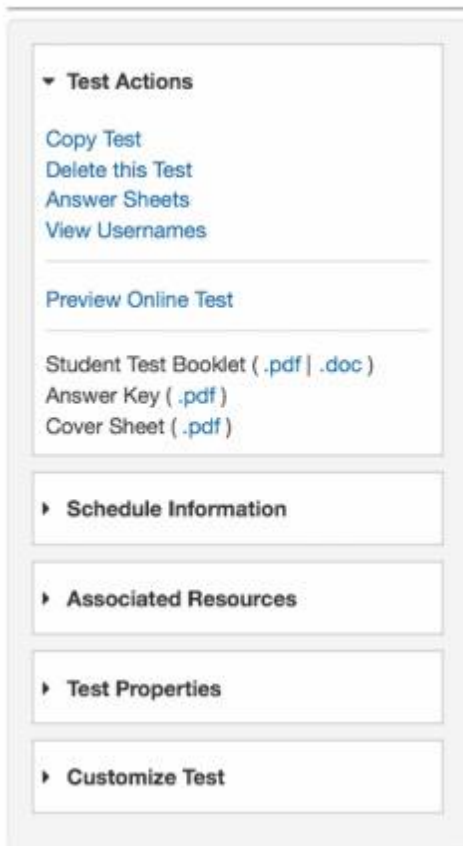 Test Actions
Copy Test
Delete this Test
Answer Sheets
View Usernames
Preview Online Test
Student Test Booklet ( .pdf | .doc )
Answer Key ( .pdf )
Cover Sheet ( .pdf )
Schedule Information
Associated Resources
Test Properties
Customize Test